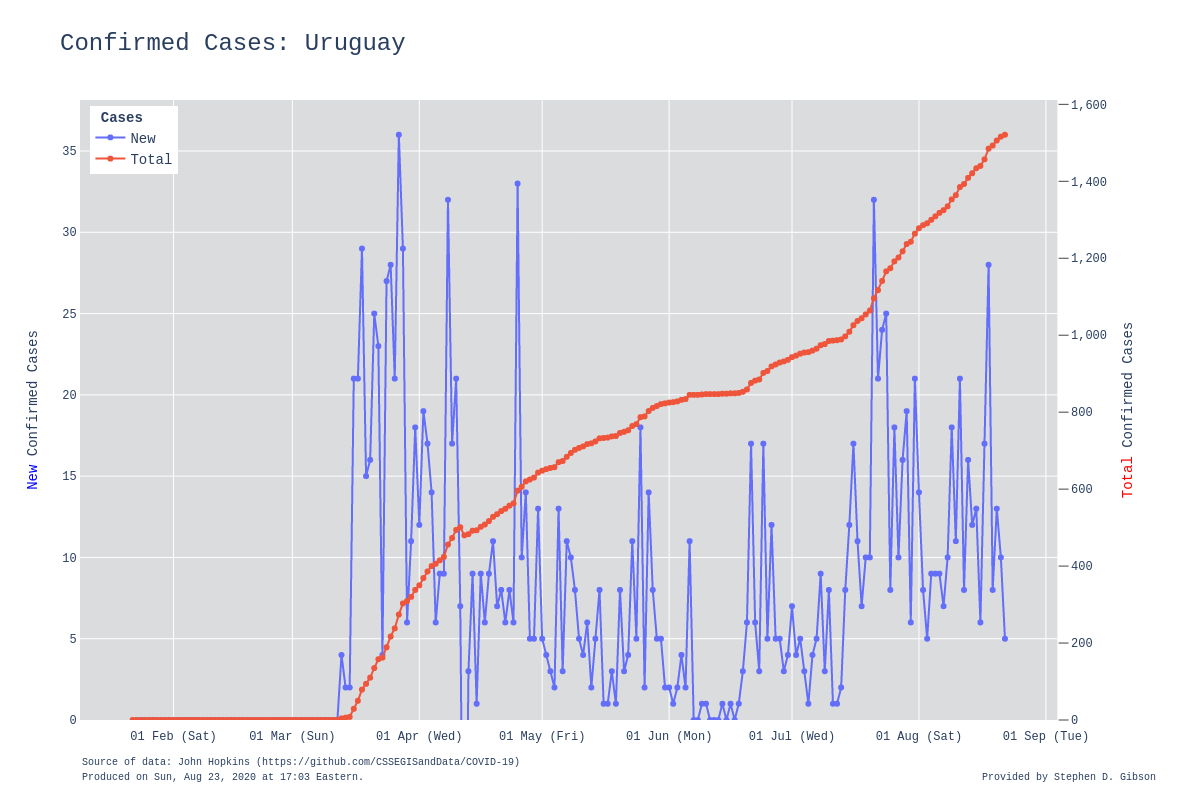 Confirmed Cases: Uruguay
Cases
New
Total
35
30
25
20
15
10
5
0
1,600
1,400
1,200
1,000
800
600
400
200
0
New Confirmed Cases
Total Confirmed Cases
01 Feb (Sat)
01 Mar (Sun)
01 Apr (Wed)
01 May (Fri)
01 Jun (Mon)
01 Jul (Wed)
01 Aug (Sat)
01 Sep (Tue)
Source of data: John Hopkins (https://github.com/CSSEGISandData/COVID-19)
Produced on Sun, Aug 23, 2020 at 17:03 Eastern.
Provided by Stephen D. Gibson